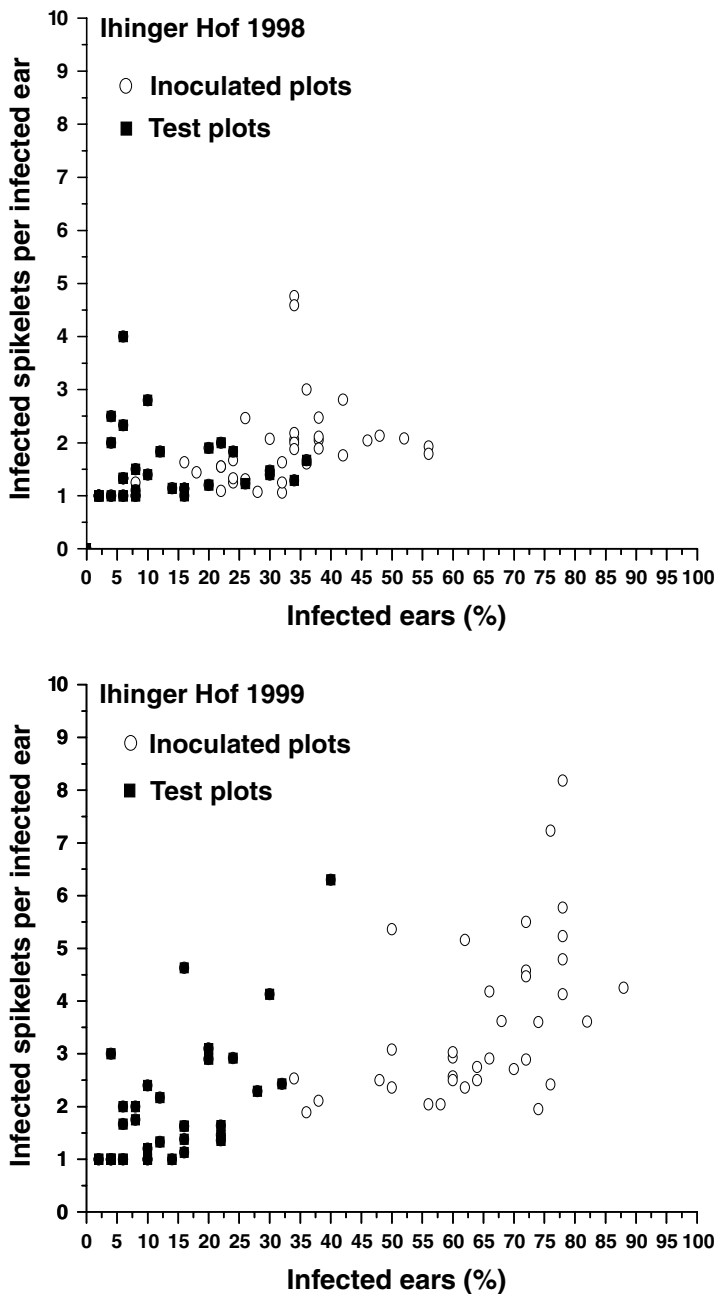 Ihinger Hof 1998
Inoculated plots
Test plots
Infected spikelets per infected ear
10
9
8
7
6
5
4
3
2
1
0
0 5 10 15 20 25 30 35 40 45 50 55 60 65 70 75 80 85 90 95 100
Infected ears (%)
Ihinger Hof 1999
Inoculated plots
Test plots
Infected spikelets per infected ear
10
9
8
7
6
5
4
3
2
1
0
0 5 10 15 20 25 30 35 40 45 50 55 60 65 70 75 80 85 90 95 100
Infected ears (%)